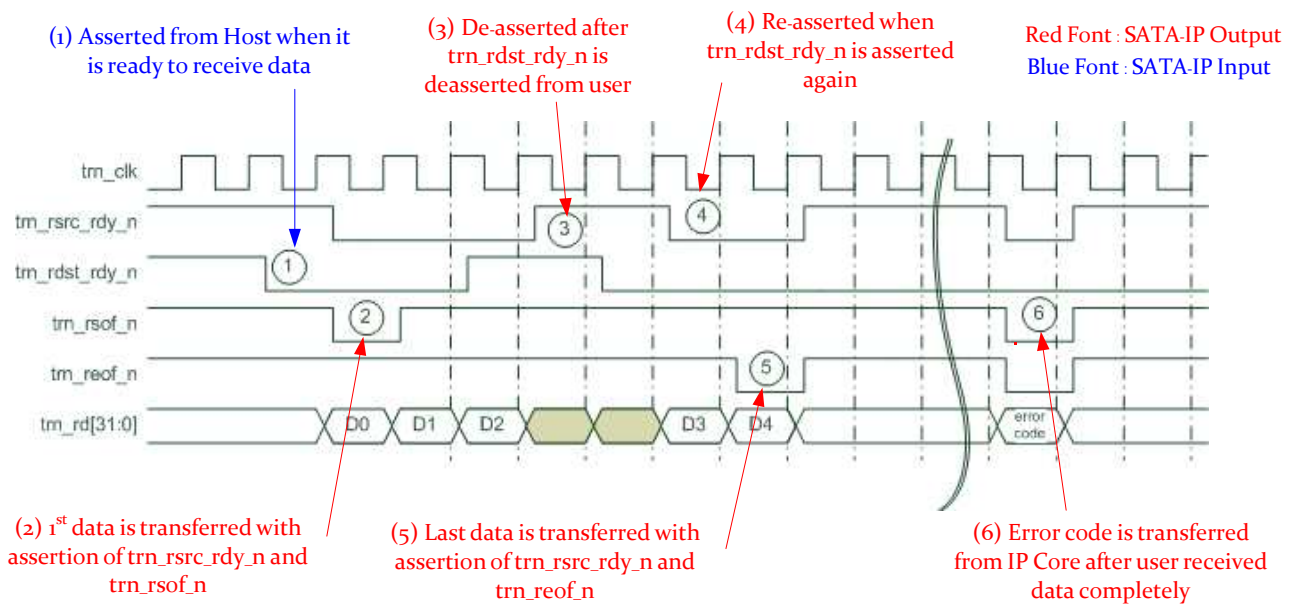 (1) Asserted from Host when it
is ready to receive data
(3) De-asserted after
trn_rdst_rdy_n is
deasserted from user
(4) Re-asserted when
trn_rdst_rdy_n is asserted
again
Red Font : SATA-IP Output
Blue Font : SATA-IP Input
trn_clk
trn_rsrc_rdy_n
3
4
trn_rdst_rdy_n
1
trn_rsof_n
2
6
trn_reof_n
5
trn_rd[31:0]
D0
D1
D2
D3
D4
error
code
(2) 1st data is transferred with
assertion of trn_rsrc_rdy_n and
trn_rsof_n
(5) Last data is transferred with
assertion of trn_rsrc_rdy_n and
trn_reof_n
(6) Error code is transferred
from IP Core after user received
data completely